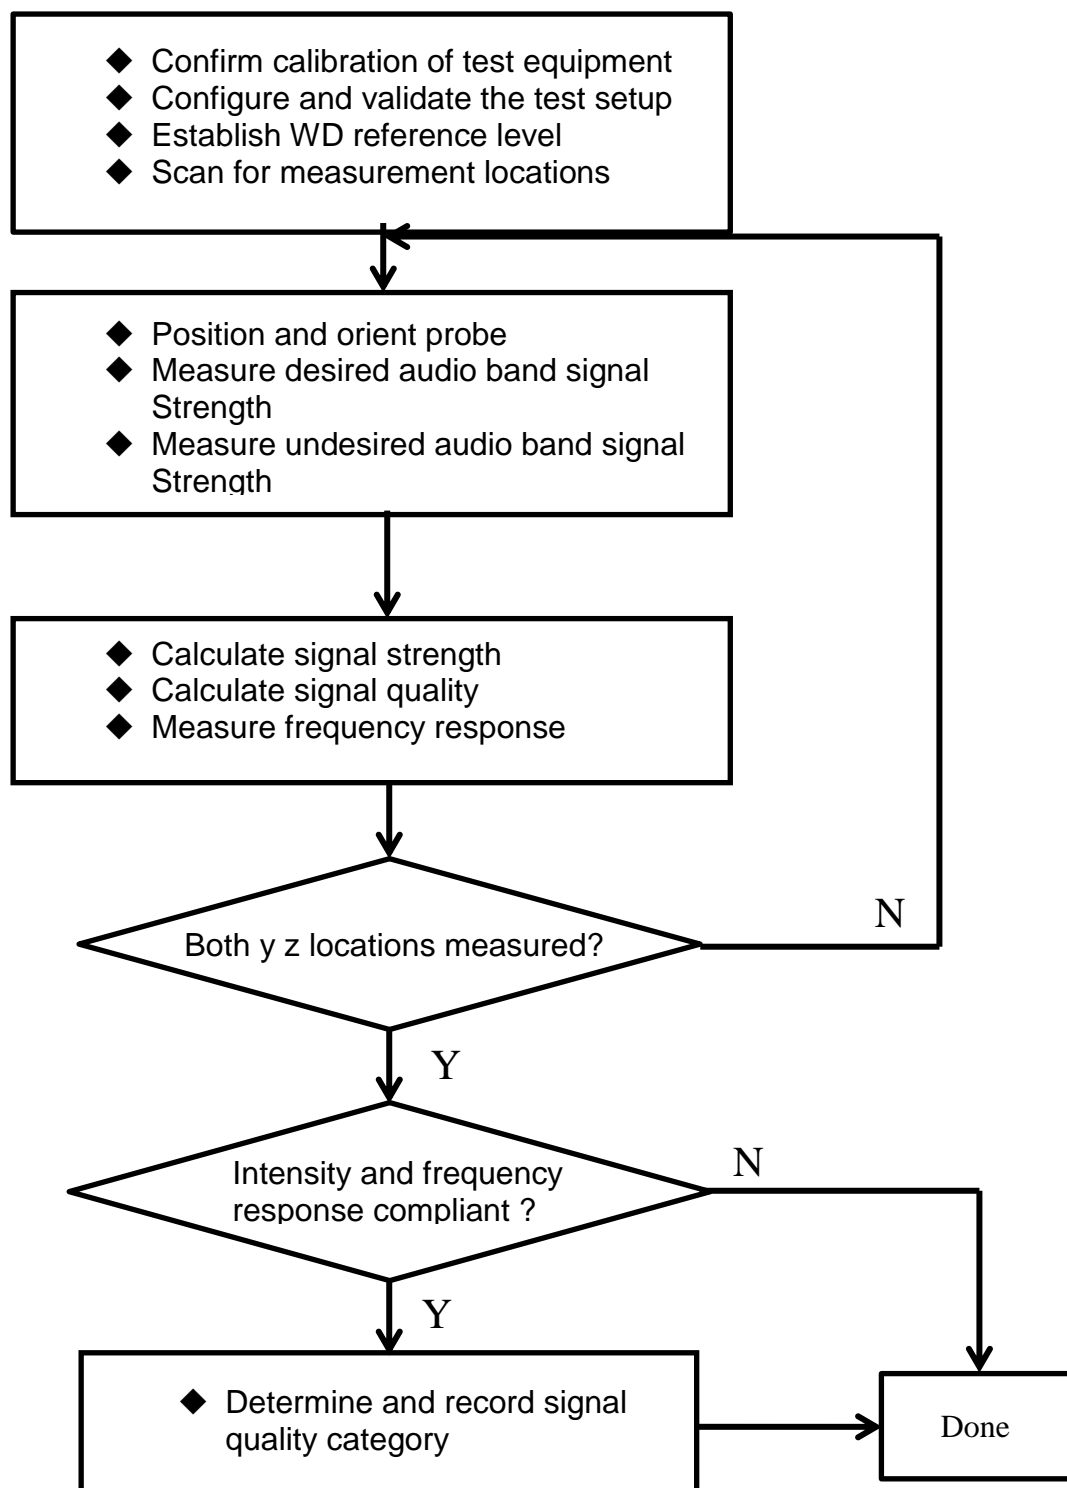 ◆ Confirm calibration of test equipment
◆ Configure and validate the test setup
◆ Establish WD reference level
◆ Scan for measurement locations
◆ Position and orient probe
◆ Measure desired audio band signal
Strength
◆ Measure undesired audio band signal
Strength
◆ Calculate signal strength
◆ Calculate signal quality
◆ Measure frequency response
Both y z locations measured?
N
Y
Intensity and frequency
response compliant ?
N
Y
◆ Determine and record signal
quality category
Done